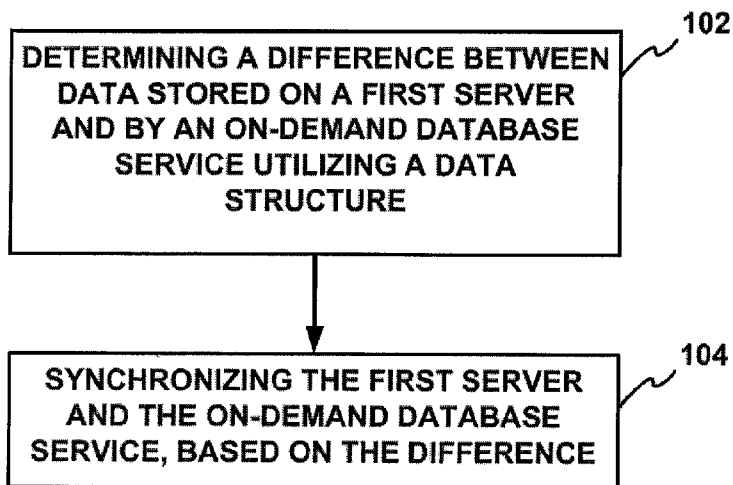 102
DETERMINING A DIFFERENCE BETWEEN
DATA STORED ON A FIRST SERVER
AND BY AN ON-DEMAND DATABASE
SERVICE UTILIZING A DATA
STRUCTURE
104
SYNCHRONIZING THE FIRST SERVER
AND THE ON-DEMAND DATABASE
SERVICE, BASED ON THE DIFFERENCE